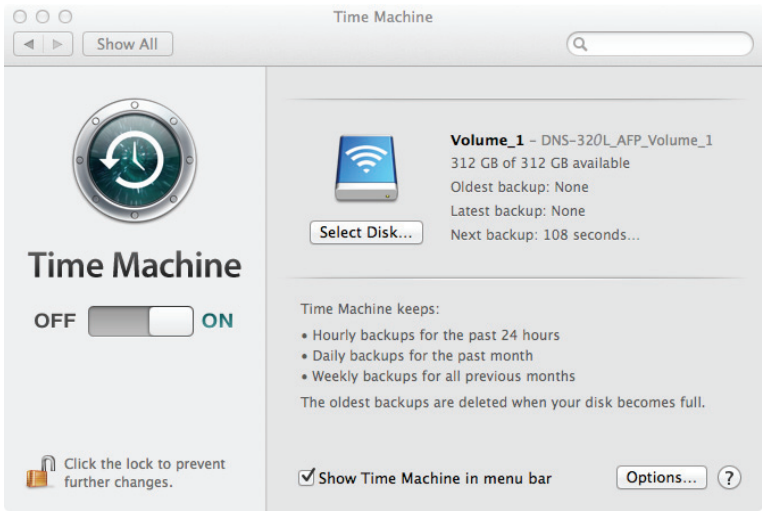 Time Machine
Show All
Time Machine
OFF ON
Click the lock to prevent
further changes.
Volume_1 – DNS-320L_AFP_Volume_1
312 GB of 312 GB available
Oldest backup: None
Latest backup: None
Next backup: 108 seconds...
Select Disk...
Time Machine keeps:
• Hourly backups for the past 24 hours
• Daily backups for the past month
• Weekly backups for all previous months
The oldest backups are deleted when your disk becomes full.
Show Time Machine in menu bar
Options... ?